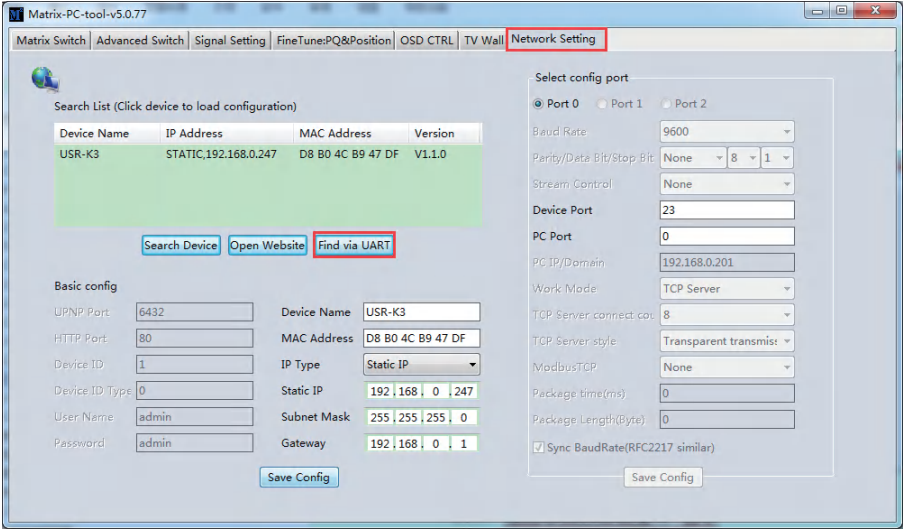 Matrix-PC-tool-v5.0.77
Matrix Switch Advanced Switch Signal Setting FineTune:PQ&Position OSD CTRL TV Wall Network Setting
Search List (Click device to load configuration)
Device Name IP Address MAC Address Version
USR-K3 STATIC,192.168.0.247 D8 B0 4C B9 47 DF V1.1.0
Search Device Open Website Find via UART
Basic config
UPNP Port 6432
HTTP Port 80
Device ID 1
Device ID Type 0
User Name admin
Password admin
Device Name USR-K3
MAC Address D8 B0 4C B9 47 DF
IP Type Static IP
Static IP 192 . 168 . 0 . 247
Subnet Mask 255 . 255 . 255 . 0
Gateway 192 . 168 . 0 . 1
Save Config
Select config port
Port 0 Port 1 Port 2
Baud Rate 9600
Parity/Data Bit/Stop Bit None 8 1
Stream Control None
Device Port 23
PC Port 0
PC IP/Domain 192.168.0.201
Work Mode TCP Server
TCP Server connect cou 8
TCP Server style Transparent transmiss
ModbusTCP None
Package time(ms) 0
Package Length(Byte) 0
Sync BaudRate(RFC2217 similar)
Save Config